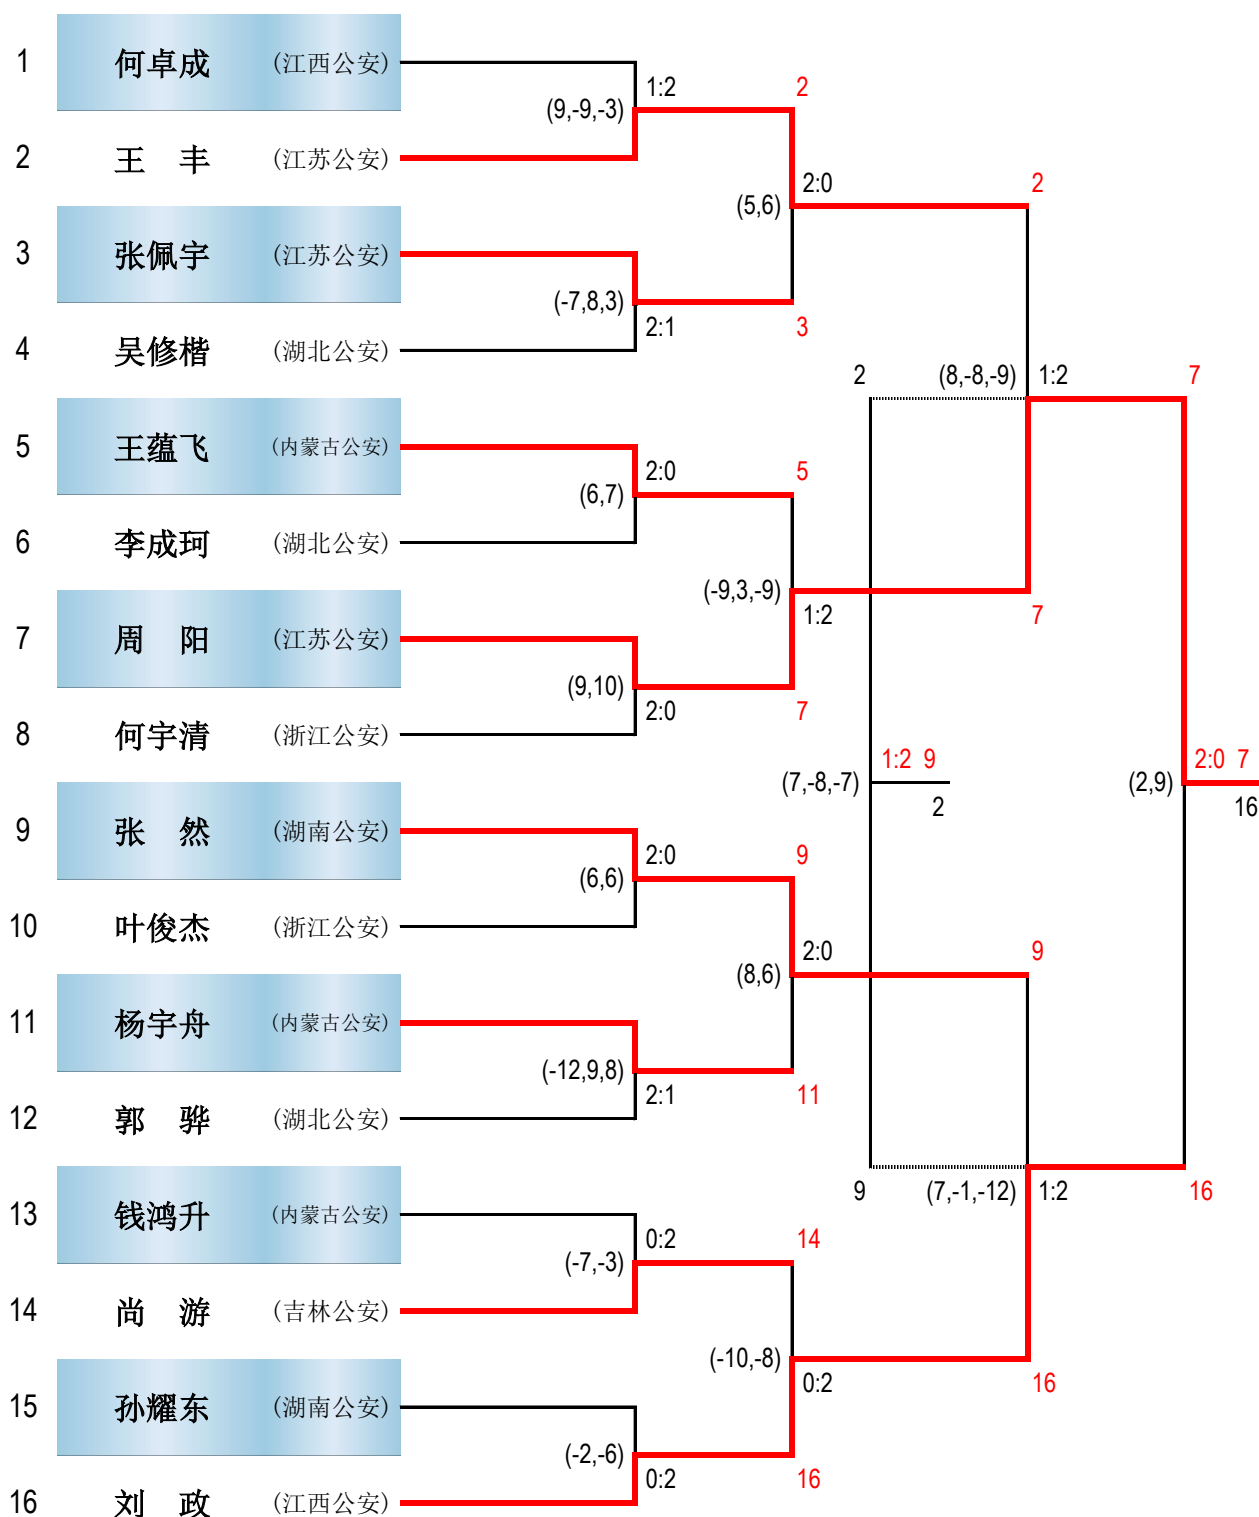 1 何卓成 (江西公安)
1:2 2
(9,-9,-3)
2 王 丰 (江苏公安)
2:0 2
(5,6)
3 张佩宇 (江苏公安)
(-7,8,3)
2:1 3
4 吴修楷 (湖北公安)
2 (8,-8,-9) 1:2 7
5 王蕴飞 (内蒙古公安)
2:0 5
(6,7)
6 李成珂 (湖北公安)
(-9,3,-9)
1:2 7
7 周 阳 (江苏公安)
(9,10)
2:0 7
8 何宇清 (浙江公安)
1:2 9 2:0 7
(7,-8,-7) (2,9)
2 16
9 张 然 (湖南公安)
2:0 9
(6,6)
10 叶俊杰 (浙江公安)
2:0 9
(8,6)
11 杨宇舟 (内蒙古公安)
(-12,9,8)
2:1 11
12 郭 骅 (湖北公安)
9 (7,-1,-12) 1:2 16
13 钱鸿升 (内蒙古公安)
0:2 14
(-7,-3)
14 尚 游 (吉林公安)
(-10,-8)
0:2 16
15 孙耀东 (湖南公安)
(-2,-6)
0:2 16
16 刘 政 (江西公安)